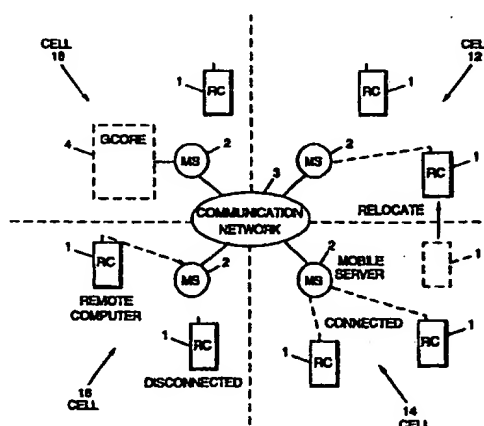 CELL
10
1
RC
RC
1
CEL
12
4
GCORE
MS
2
2
MS
3
RC
1
COMMUNICATION
NETWORK
RELOCATE
1
RC
REMOTE
COMPUTER
MS
2
2
MS
MOBILE
SERVER
1
CONNECTED
1
RC
DISCONNECTED
1
RC
RC
1
16
CELL
14
CELL